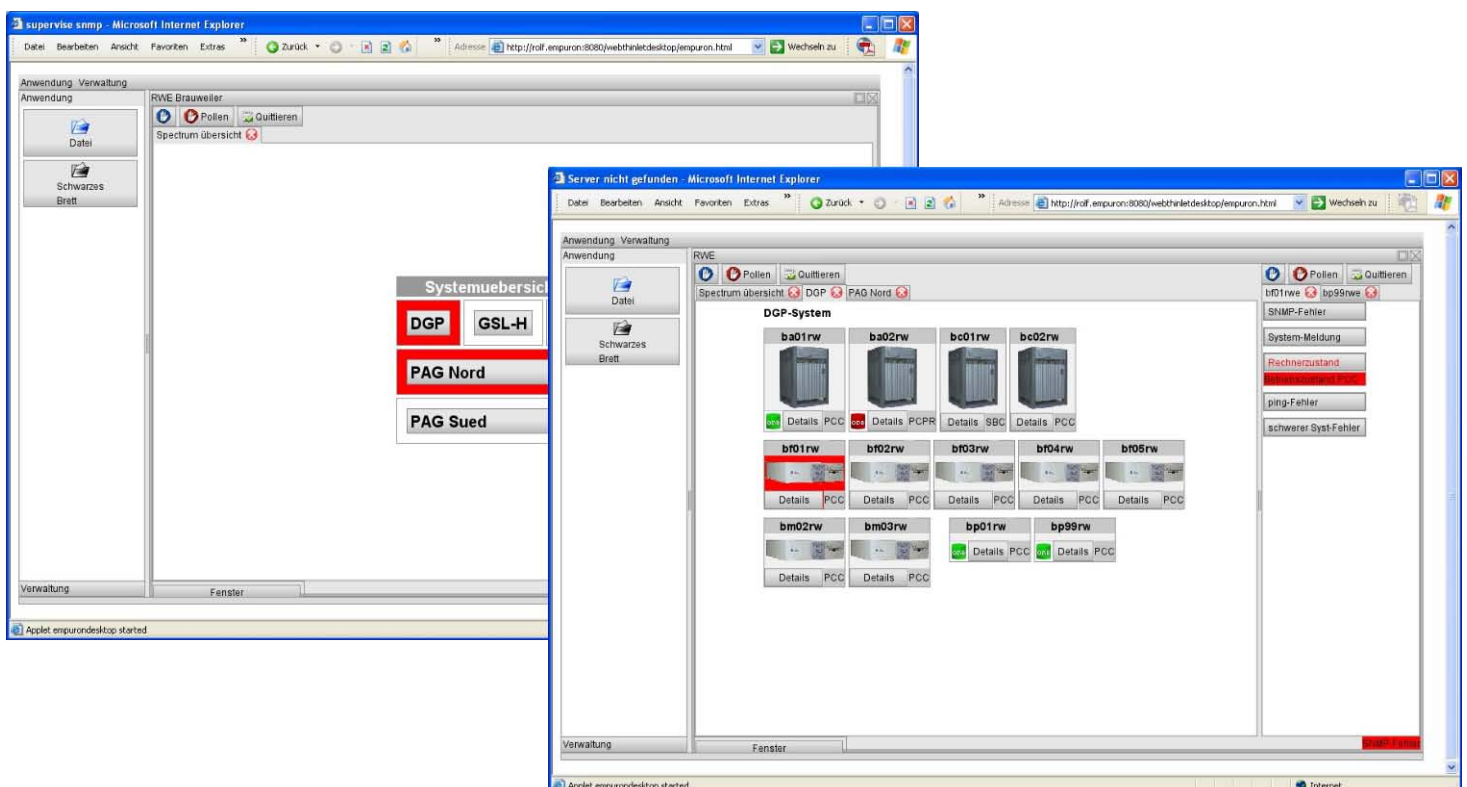 supervise snmp - Microsoft Internet Explorer
Datei Bearbeiten Ansicht Favoriten Extras » Zurück » Adresse http://rolf.empuron:8080/webthinletdesktop/empuron.html Wechseln zu
Anwendung Verwaltung
Anwendung
RWE Brauweiler
Pollen Quittieren
Spectrum übersicht
Datei
Schwarzes
Brett
DGP GSL-H
PAG Nord
PAG Sued
Verwaltung
Fenster
Applet empurondesktop started
Server nicht gefunden - Microsoft Internet Explorer
Datei Bearbeiten Ansicht Favoriten Extras » Zurück » Adresse http://rolf.empuron:8080/webthinletdesktop/empuron.html Wechseln zu
Anwendung Verwaltung
Anwendung
RWE
Pollen Quittieren
Spectrum übersicht DGP PAG Nord
Datei
Schwarzes
Brett
DGP-System
ba01rw ba02rw bc01rw bc02rw
Details PCC Details PCPR Details SBC Details PCC
bf01rw bf02rw bf03rw bf04rw bf05rw
Details PCC Details PCC Details PCC Details PCC Details PCC
bm02rw bm03rw bp01rw bp99rw
Details PCC Details PCC
Details PCC Details PCC
Pollen Quittieren
bf01rwe bp99rwe
SNMP-Fehler
System-Meldung
Rechnerzustand
Betriebszustand PCC
ping-Fehler
schwerer Syst-Fehler
Verwaltung
Fenster
SNMP-Fehler
Applet empurondesktop started
Internet